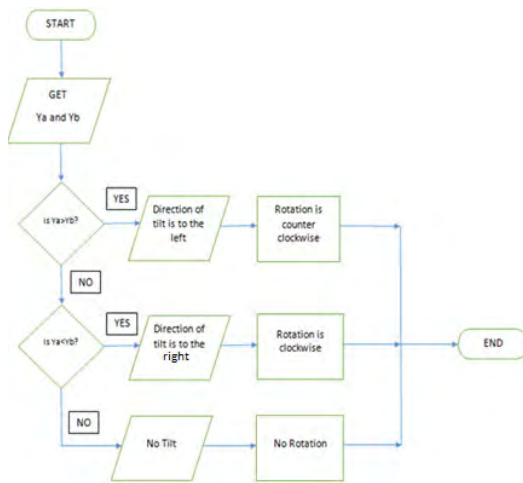 START
GET
Ya and Yb
Is Ya>Yb?
YES
Direction of
tilt is to the
left
Rotation is
counter
clockwise
NO
Is Ya<Yb?
YES
Direction of
tilt is to the
right
Rotation is
clockwise
END
NO
No Tilt
No Rotation